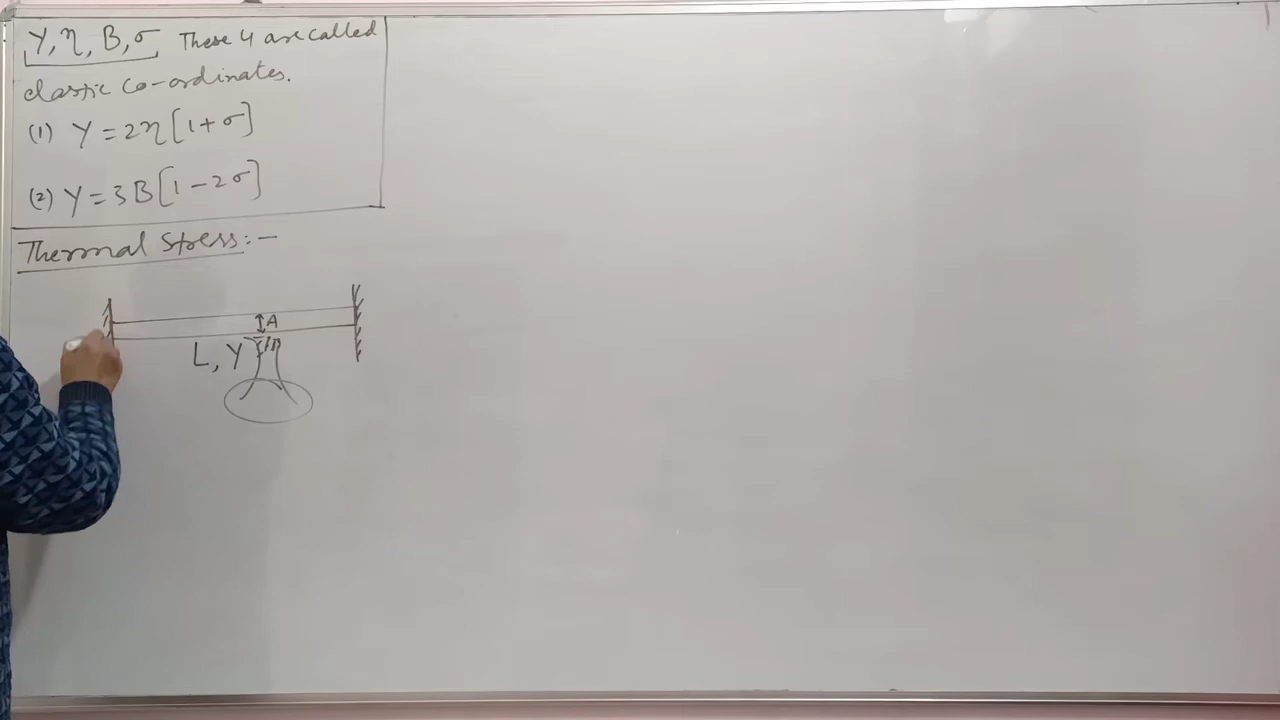 Y, η, B, σ These 4 are called
elastic co-ordinates.
(1) Y = 2η[1+σ]
(2) Y = 3B[1-2σ]
Thermal Stress:-
A
L, Y